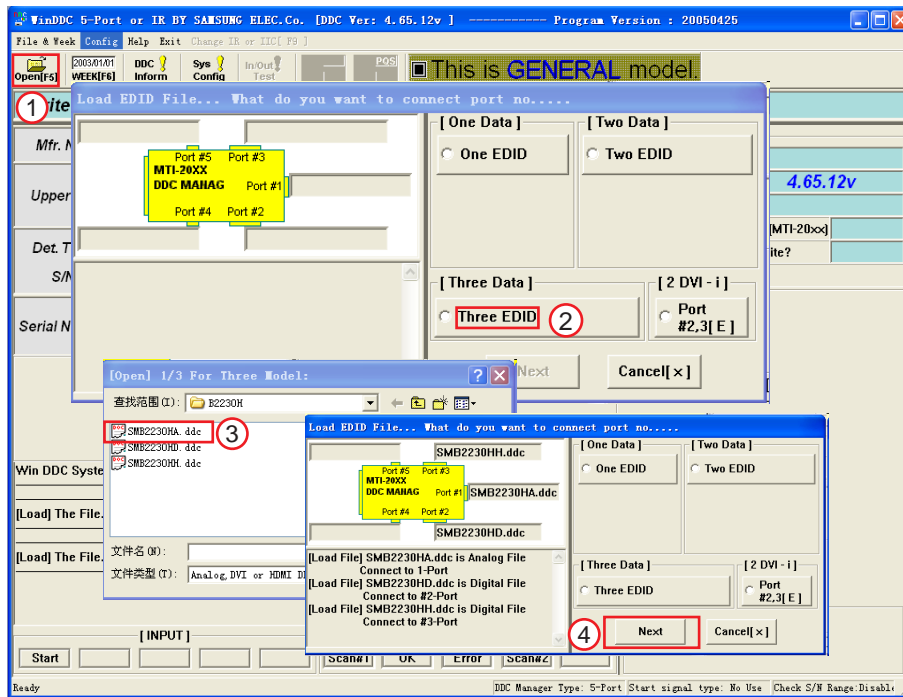 WinDDC 5-Port or IR BY SAMSUNG ELEC.Co. [DDC Ver: 4.65.12v ] ----------- Program Version : 20050425
File & Week Config Help Exit Change IR or IIC[ F9 ]
Open[F5]
2003/01/01
WEEK[F6]
DDC
Inform
Sys
Config
In/Out
Test
POS
This is GENERAL model.
1
ite
Load EDID File... What do you want to connect port no.....
Mfr. N
Upper
Det. T
S/N
Serial N
Port #5 Port #3
MTI-20XX
DDC MANAG Port #1
Port #4 Port #2
[ One Data ]
One EDID
[ Two Data ]
Two EDID
[ Three Data ]
Three EDID
2
[ 2 DVI - i ]
Port
#2,3[ E ]
Next
Cancel[ × ]
4.65.12v
[MTI-20xx]
ite?
[Open] 1/3 For Three Model:
查找范围(I): B2230H
SMB2230HA.ddc
3
SMB2230HD.ddc
SMB2230HH.ddc
文件名(N):
文件类型(T): Analog,DVI or HDMI D
Win DDC Syste
[Load] The File.
[Load] The File.
Load EDID File... What do you want to connect port no.....
SMB2230HH.ddc
Port #5 Port #3
MTI-20XX
DDC MANAG Port #1
SMB2230HA.ddc
Port #4 Port #2
SMB2230HD.ddc
[Load File] SMB2230HA.ddc is Analog File
Connect to 1-Port
[Load File] SMB2230HD.ddc is Digital File
Connect to #2-Port
[Load File] SMB2230HH.ddc is Digital File
Connect to #3-Port
[ One Data ]
One EDID
[ Two Data ]
Two EDID
[ Three Data ]
Three EDID
[ 2 DVI - i ]
Port
#2,3[ E ]
4
Next
Cancel[ × ]
[ INPUT ]
Start
Scan#1
OK
Error
Scan#2
Ready
DDC Manager Type: 5-Port
Start signal type: No Use
Check S/N Range:Disable